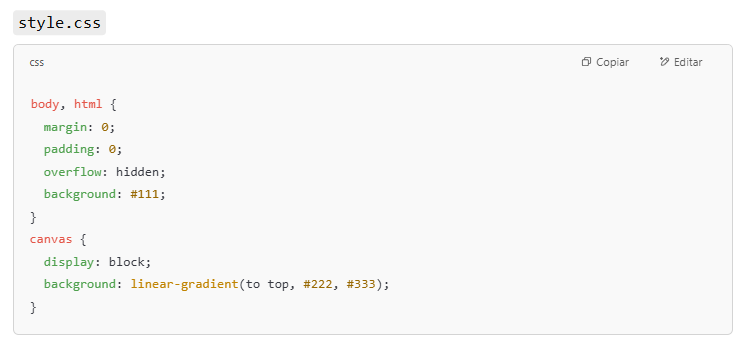 style.css
css
Copiar
Editar
body, html {
  margin: 0;
  padding: 0;
  overflow: hidden;
  background: #111;
}
canvas {
  display: block;
  background: linear-gradient(to top, #222, #333);
}